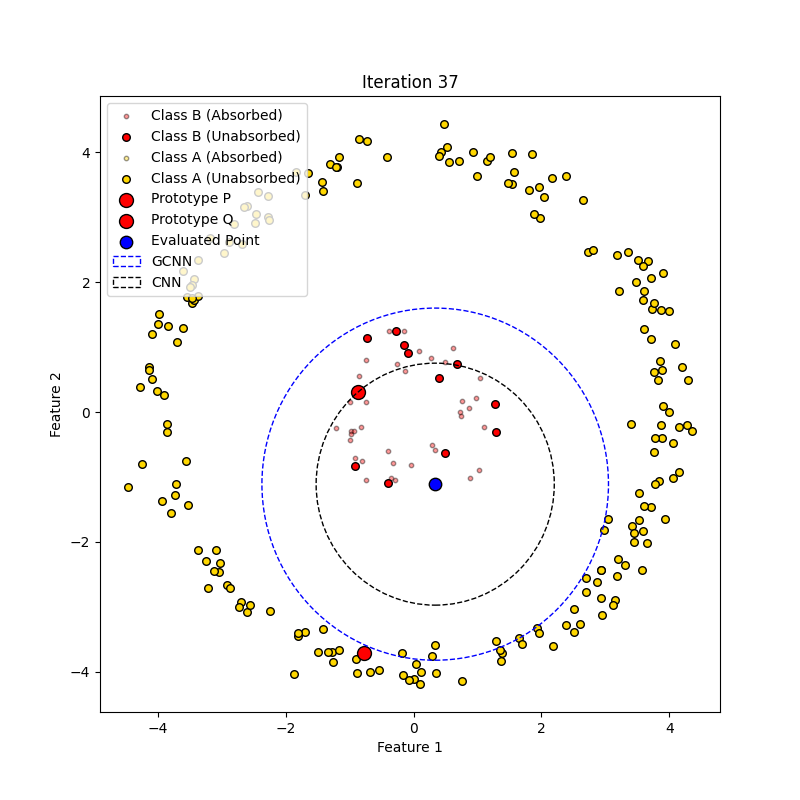 Iteration 37
Class B (Absorbed)
Class B (Unabsorbed)
Class A (Absorbed)
Class A (Unabsorbed)
Prototype P
Prototype Q
Evaluated Point
GCNN
CNN
4
2
0
−2
−4
Feature 2
−4
−2
0
2
4
Feature 1